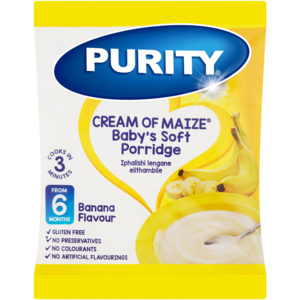 PURITY
CREAM OF MAIZE®
Baby's Soft
Porridge
Iphalishi lengane
elithambile
COOKS IN
3
MINUTES
FROM
6
MONTHS
Banana
Flavour
✓ GLUTEN FREE
✓ NO PRESERVATIVES
✓ NO COLOURANTS
✓ NO ARTIFICIAL FLAVOURINGS